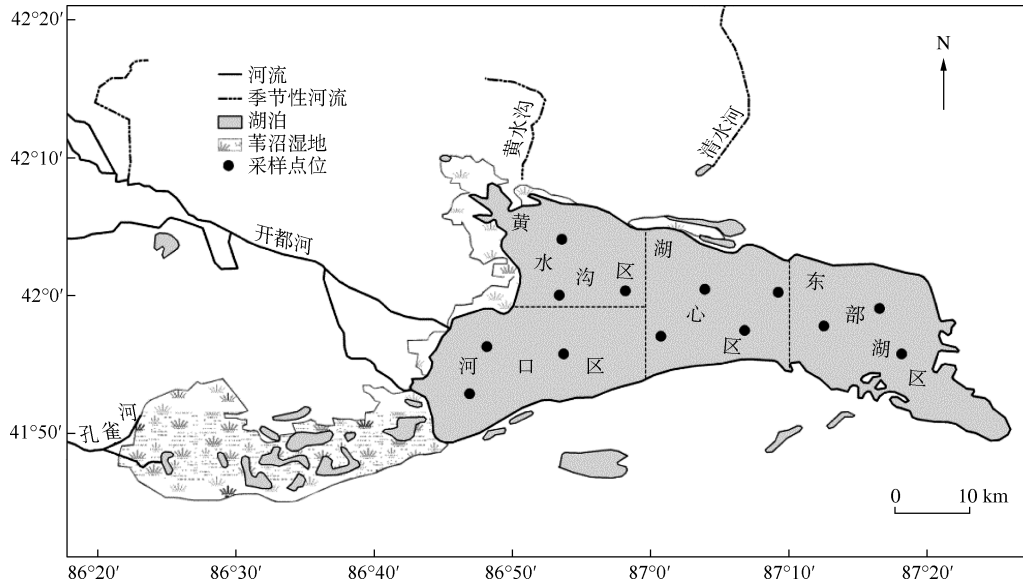 42°20′
42°10′
42°0′
41°50′
N
河流
季节性河流
湖泊
苇沼湿地
采样点位
黄水沟
清水河
开都河
孔雀河
黄水沟区
湖心区
东部湖区
河口区
0 10 km
86°20′ 86°30′ 86°40′ 86°50′ 87°0′ 87°10′ 87°20′